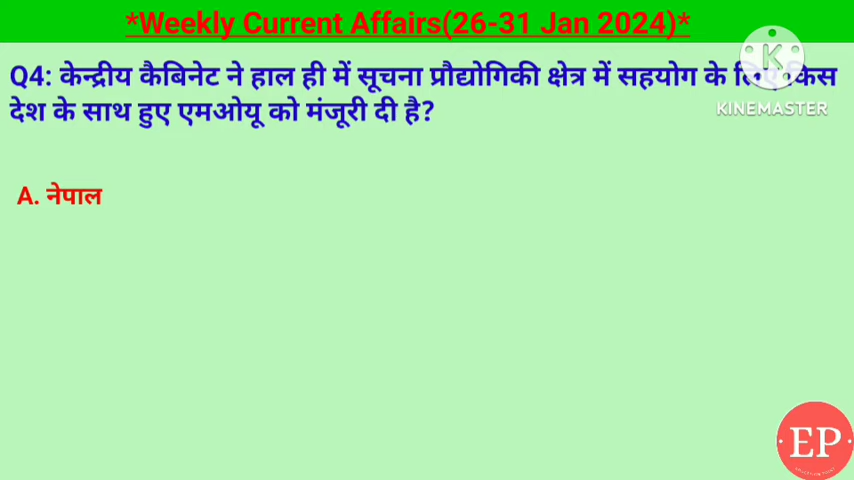 *Weekly Current Affairs(26-31 Jan 2024)*
Q4: केन्द्रीय कैबिनेट ने हाल ही में सूचना प्रौद्योगिकी क्षेत्र में सहयोग के लिए किस
देश के साथ हुए एमओयू को मंजूरी दी है?
KINEMASTER
A. नेपाल
EP